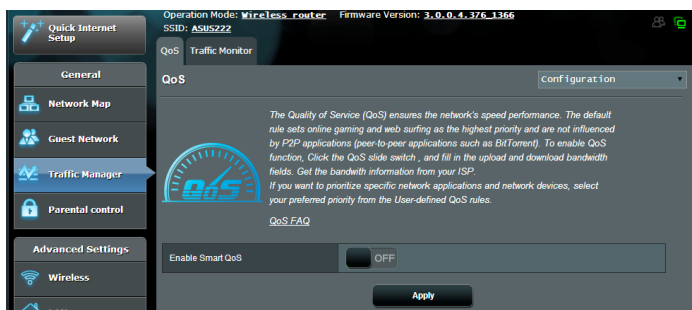 Operation Mode: Wireless router Firmware Version: 3.0.0.4.376_1366
SSID: ASUS222
Quick Internet
Setup
QoS Traffic Monitor
General
QoS
Configuration
Network Map
Guest Network
Traffic Manager
Parental control
Advanced Settings
Wireless
The Quality of Service (QoS) ensures the network's speed performance. The default
rule sets online gaming and web surfing as the highest priority and are not influenced
by P2P applications (peer-to-peer applications such as BitTorrent). To enable QoS
function, Click the QoS slide switch , and fill in the upload and download bandwidth
fields. Get the bandwith information from your ISP.
If you want to prioritize specific network applications and network devices, select
your preferred priority from the User-defined QoS rules.
QoS FAQ
QoS
Enable Smart QoS
OFF
Apply